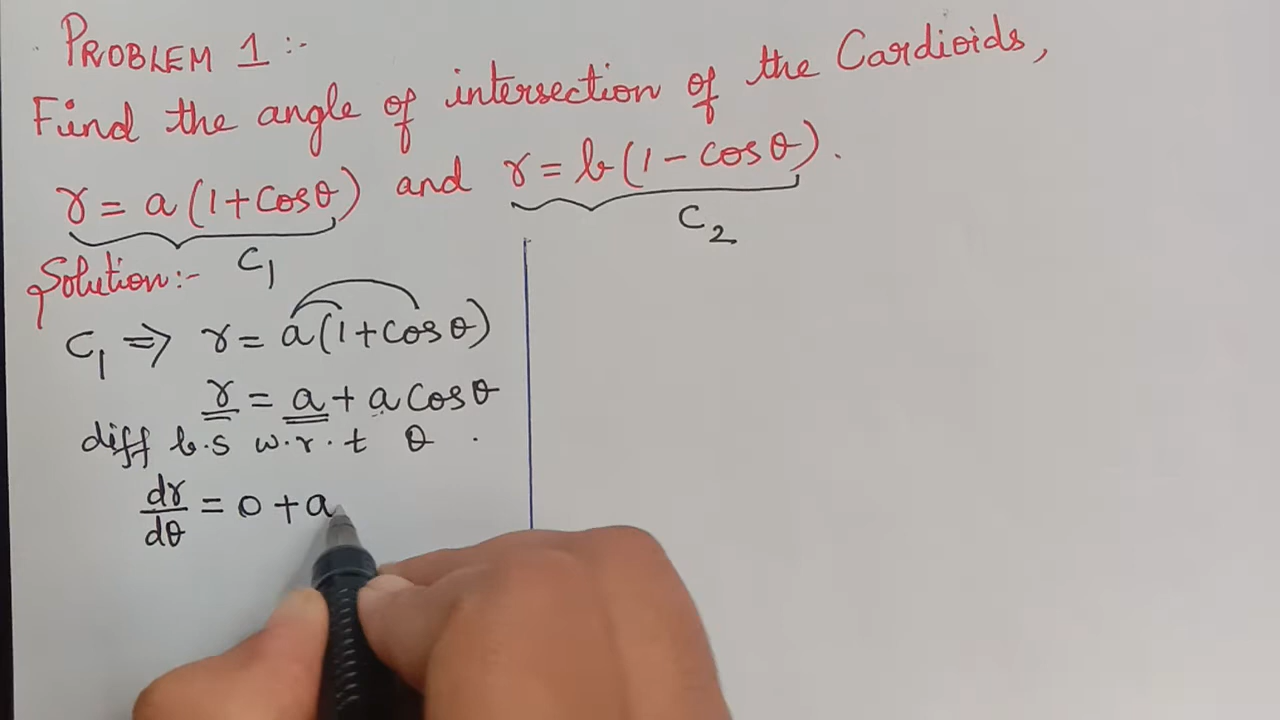 PROBLEM 1:-
Find the angle of intersection of the Cardioids,
r = a(1+cosθ) and r = b(1-cosθ).
C₁ C₂
Solution:-
C₁ ⇒ r = a(1+cosθ)
r = a + a cosθ
diff b.s w.r.t θ.
dr/dθ = 0 + a